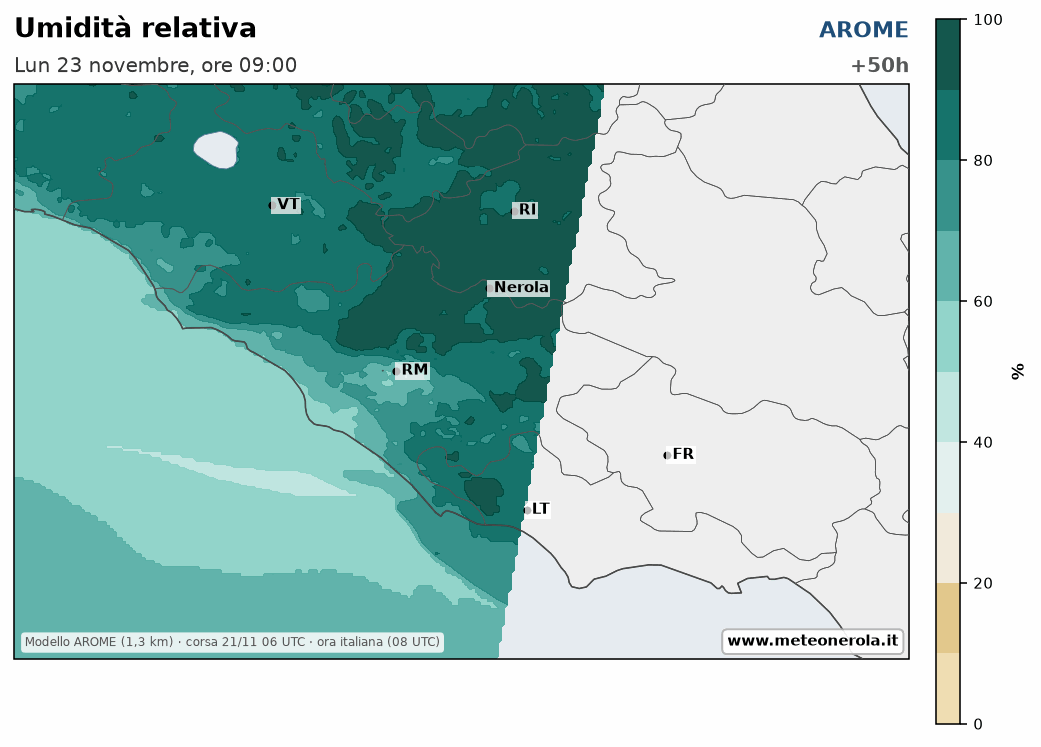 Umidità relativa
AROME
Lun 23 novembre, ore 09:00
+50h
100
80
60
40
20
0
%
VT
RI
Nerola
RM
FR
LT
Modello AROME (1,3 km) · corsa 21/11 06 UTC · ora italiana (08 UTC)
www.meteonerola.it